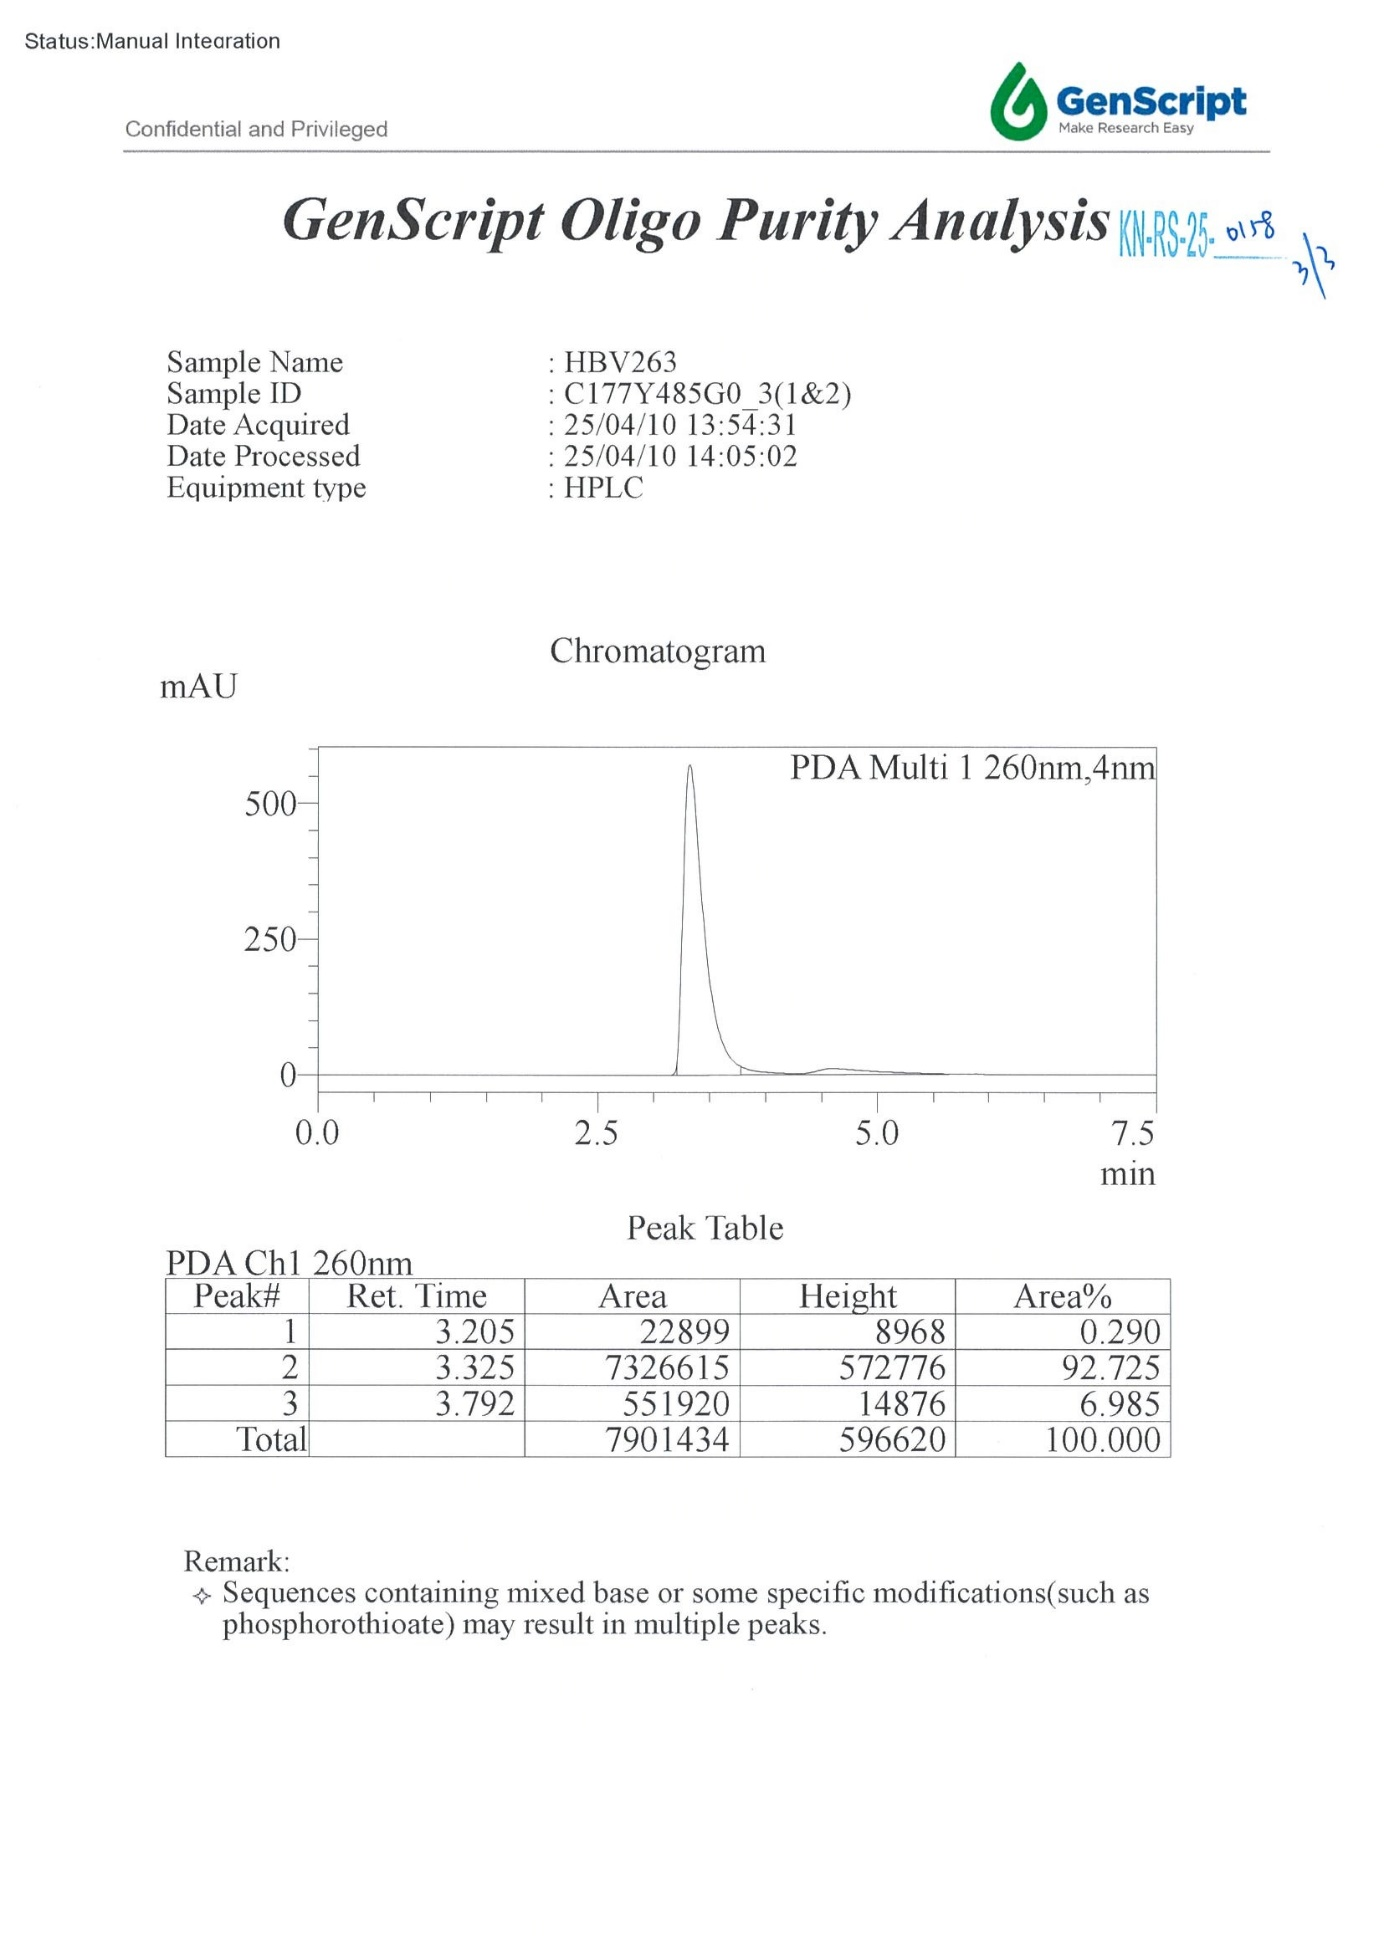 Status:Manual Integration
Confidential and Privileged
GenScript
Make Research Easy
GenScript Oligo Purity Analysis KN-RS-25-0158
3/3
Sample Name : HBV263
Sample ID : C177Y485G0_3(1&2)
Date Acquired : 25/04/10 13:54:31
Date Processed : 25/04/10 14:05:02
Equipment type : HPLC
Chromatogram
mAU
PDA Multi 1 260nm,4nm
500
250
0
0.0 2.5 5.0 7.5
min
Peak Table
PDA Ch1 260nm
Peak# Ret. Time Area Height Area%
1 3.205 22899 8968 0.290
2 3.325 7326615 572776 92.725
3 3.792 551920 14876 6.985
Total 7901434 596620 100.000
Remark:
✧ Sequences containing mixed base or some specific modifications(such as
phosphorothioate) may result in multiple peaks.